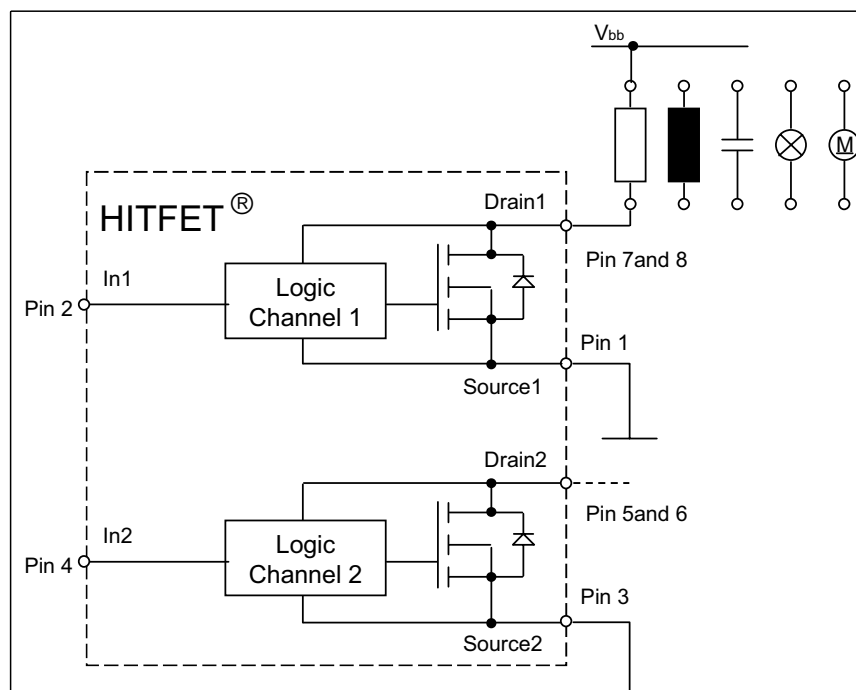 Vbb
M
HITFET ®
Drain1
Pin 7and 8
In1
Pin 2
Logic
Channel 1
Pin 1
Source1
Drain2
Pin 5and 6
In2
Pin 4
Logic
Channel 2
Pin 3
Source2